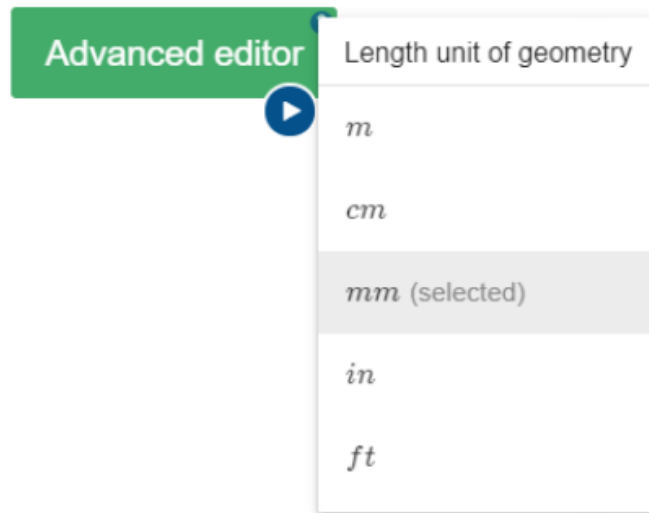 Advanced editor
Length unit of geometry
m
cm
mm (selected)
in
ft